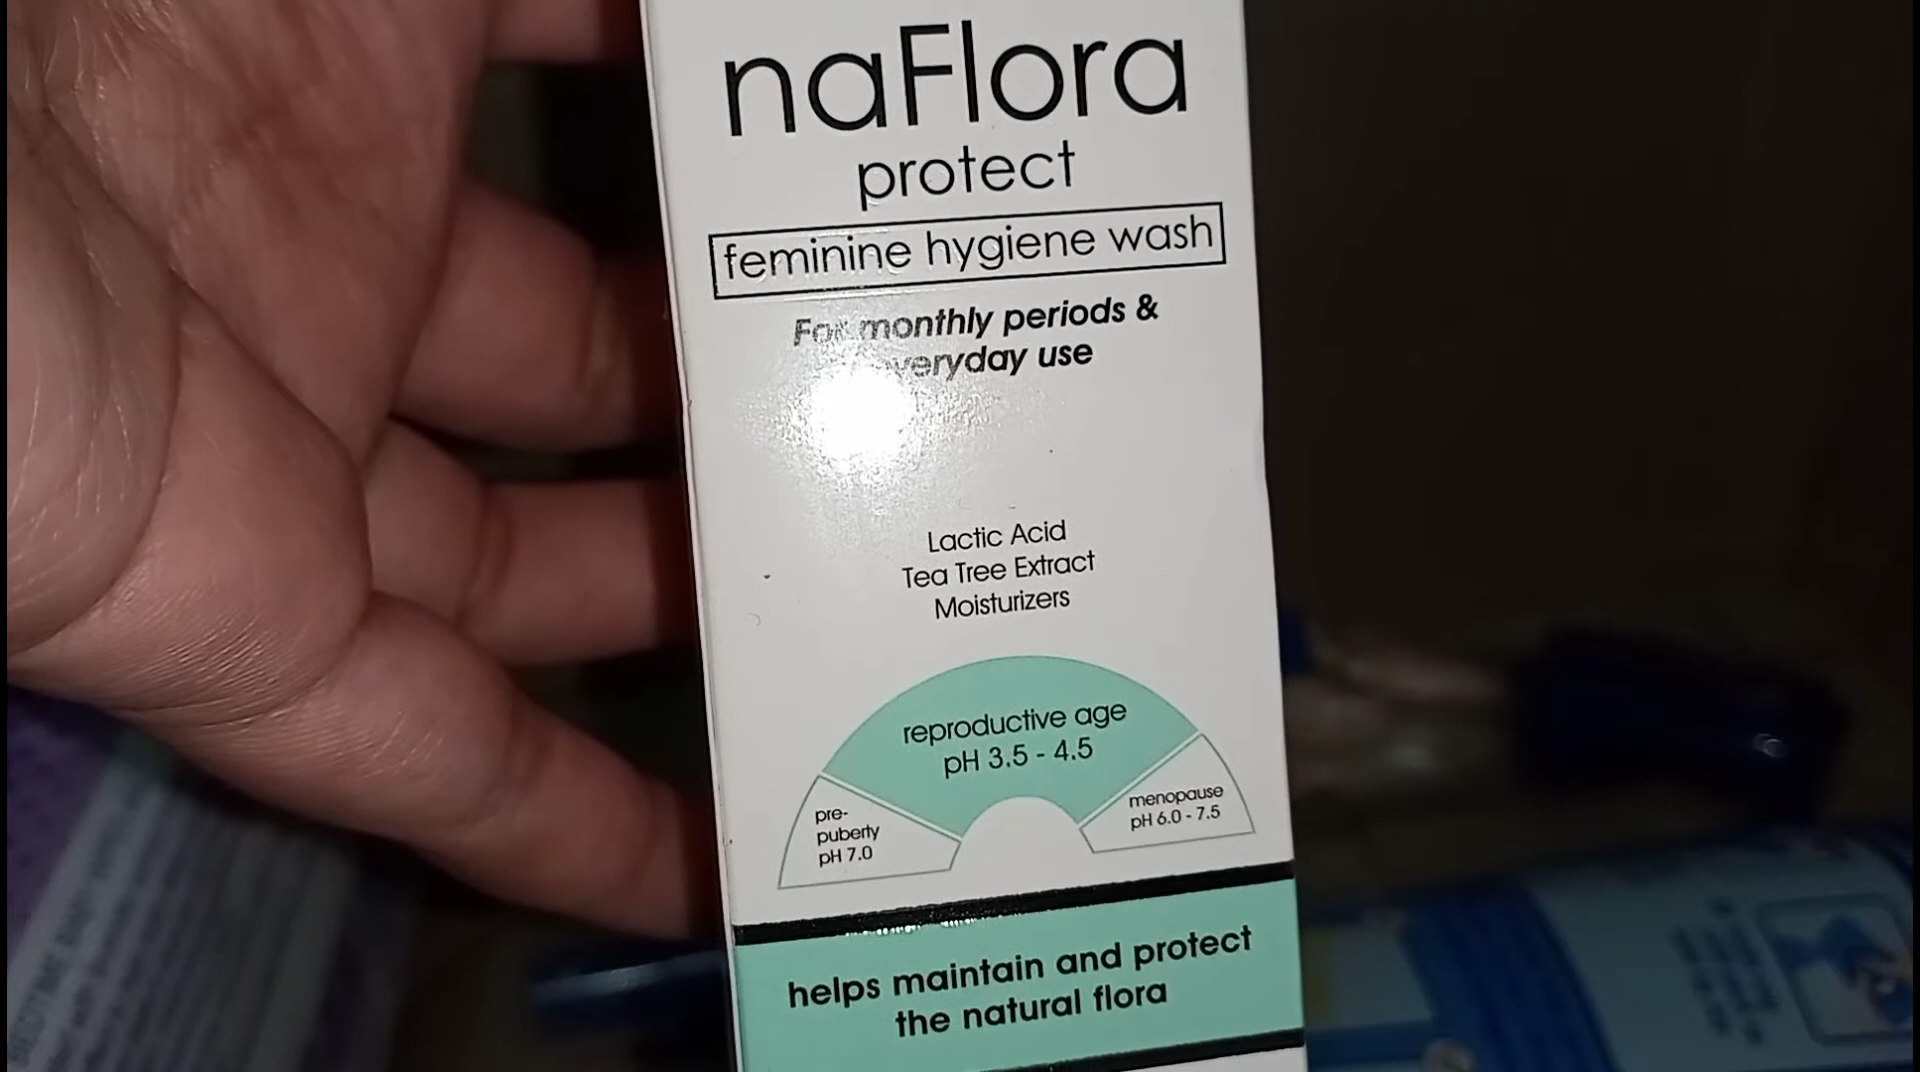 naFlora
protect
feminine hygiene wash
For monthly periods &
everyday use
Lactic Acid
Tea Tree Extract
Moisturizers
reproductive age
pH 3.5 - 4.5
pre-
puberty
pH 7.0
menopause
pH 6.0 - 7.5
helps maintain and protect
the natural flora